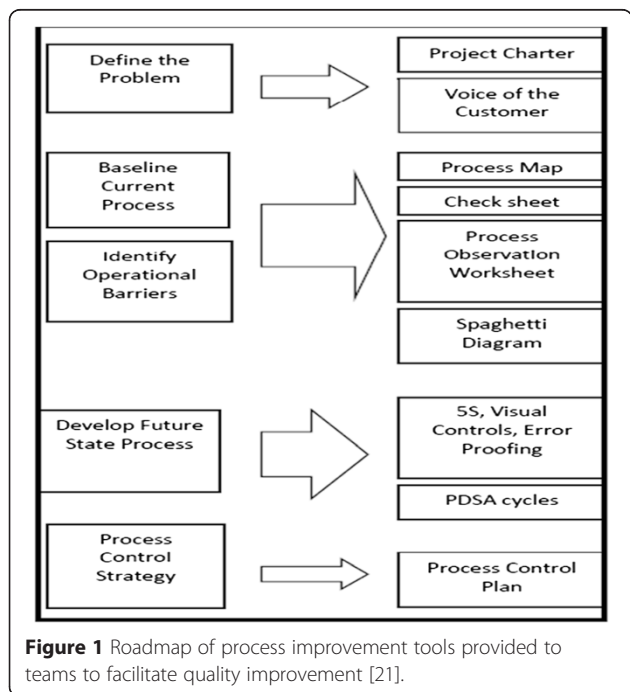 Define the
Problem
Project Charter
Voice of the
Customer
Baseline
Current
Process
Identify
Operational
Barriers
Process Map
Check sheet
Process
Observation
Worksheet
Spaghetti
Diagram
Develop Future
State Process
5S, Visual
Controls, Error
Proofing
PDSA cycles
Process
Control
Strategy
Process Control
Plan
Figure 1 Roadmap of process improvement tools provided to
teams to facilitate quality improvement [21].